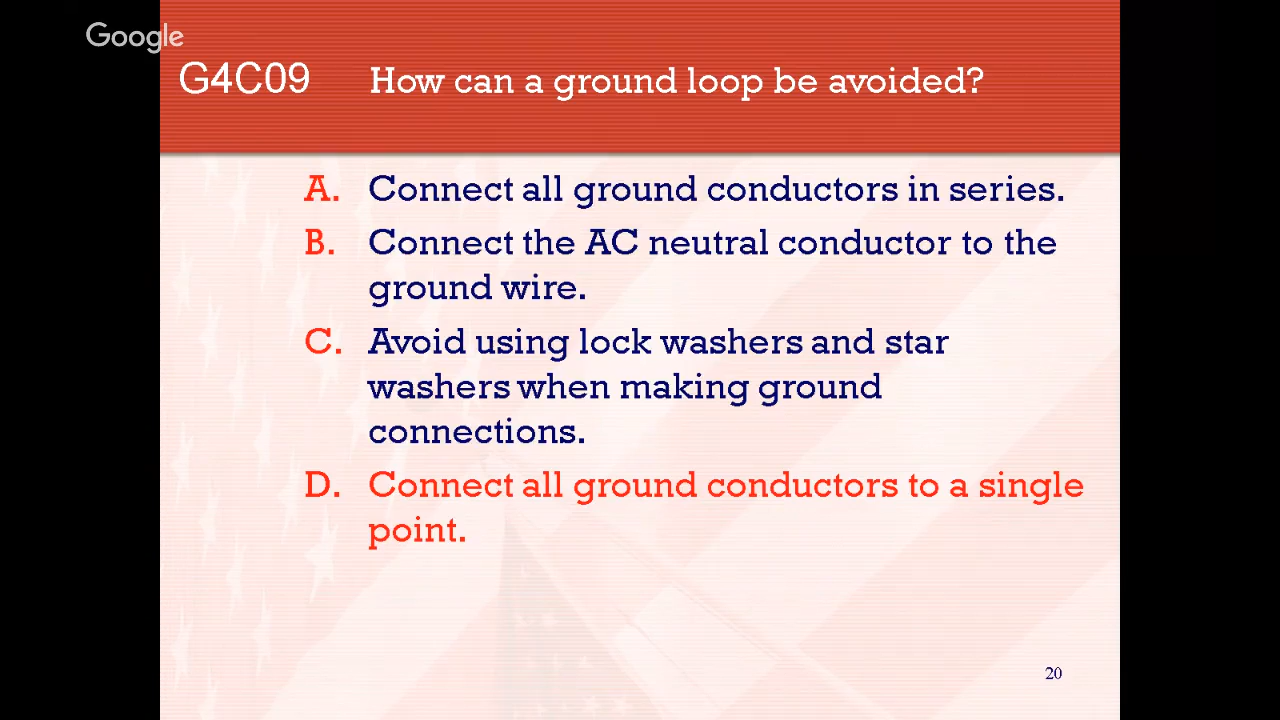 Google
G4C09 How can a ground loop be avoided?
A. Connect all ground conductors in series.
B. Connect the AC neutral conductor to the
ground wire.
C. Avoid using lock washers and star
washers when making ground
connections.
D. Connect all ground conductors to a single
point.
20